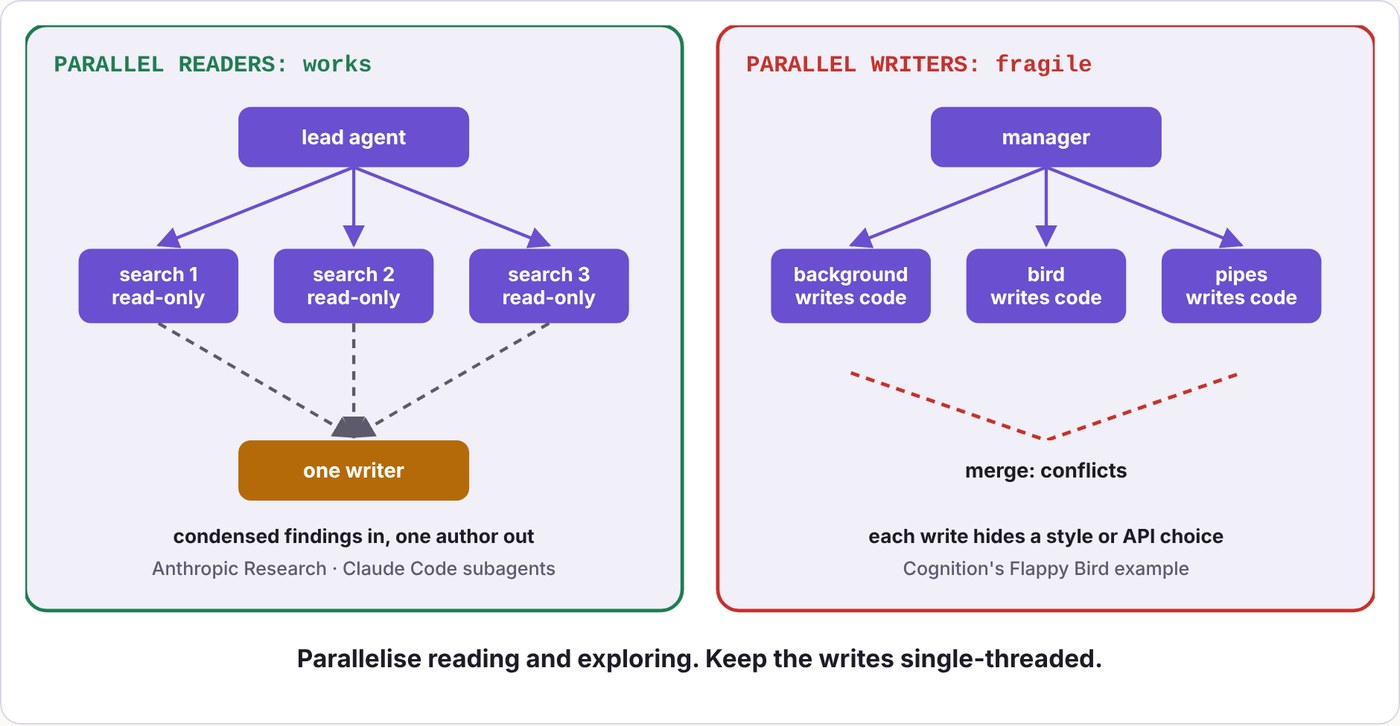 PARALLEL READERS: works
lead agent
search 1
read-only
search 2
read-only
search 3
read-only
one writer
condensed findings in, one author out
Anthropic Research · Claude Code subagents
PARALLEL WRITERS: fragile
manager
background
writes code
bird
writes code
pipes
writes code
merge: conflicts
each write hides a style or API choice
Cognition's Flappy Bird example
Parallelise reading and exploring. Keep the writes single-threaded.